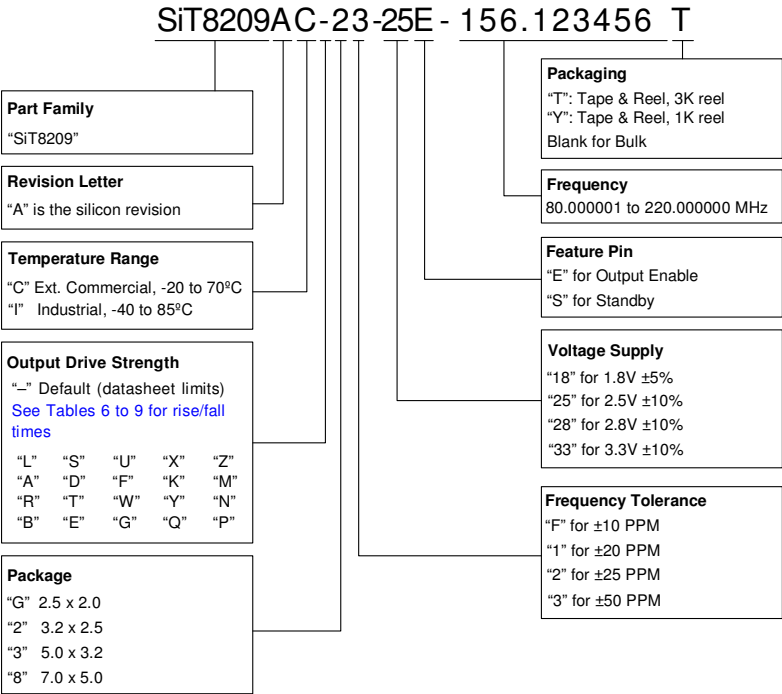 SiT8209AC-23-25E - 156.123456 T
Part Family
“SiT8209”
Revision Letter
“A” is the silicon revision
Temperature Range
“C” Ext. Commercial, -20 to 70ºC
“I” Industrial, -40 to 85ºC
Output Drive Strength
“–” Default (datasheet limits)
See Tables 6 to 9 for rise/fall
times
“L” “S” “U” “X” “Z”
“A” “D” “F” “K” “M”
“R” “T” “W” “Y” “N”
“B” “E” “G” “Q” “P”
Package
“G” 2.5 x 2.0
“2” 3.2 x 2.5
“3” 5.0 x 3.2
“8” 7.0 x 5.0
Packaging
“T”: Tape & Reel, 3K reel
“Y”: Tape & Reel, 1K reel
Blank for Bulk
Frequency
80.000001 to 220.000000 MHz
Feature Pin
“E” for Output Enable
“S” for Standby
Voltage Supply
“18” for 1.8V ±5%
“25” for 2.5V ±10%
“28” for 2.8V ±10%
“33” for 3.3V ±10%
Frequency Tolerance
“F” for ±10 PPM
“1” for ±20 PPM
“2” for ±25 PPM
“3” for ±50 PPM